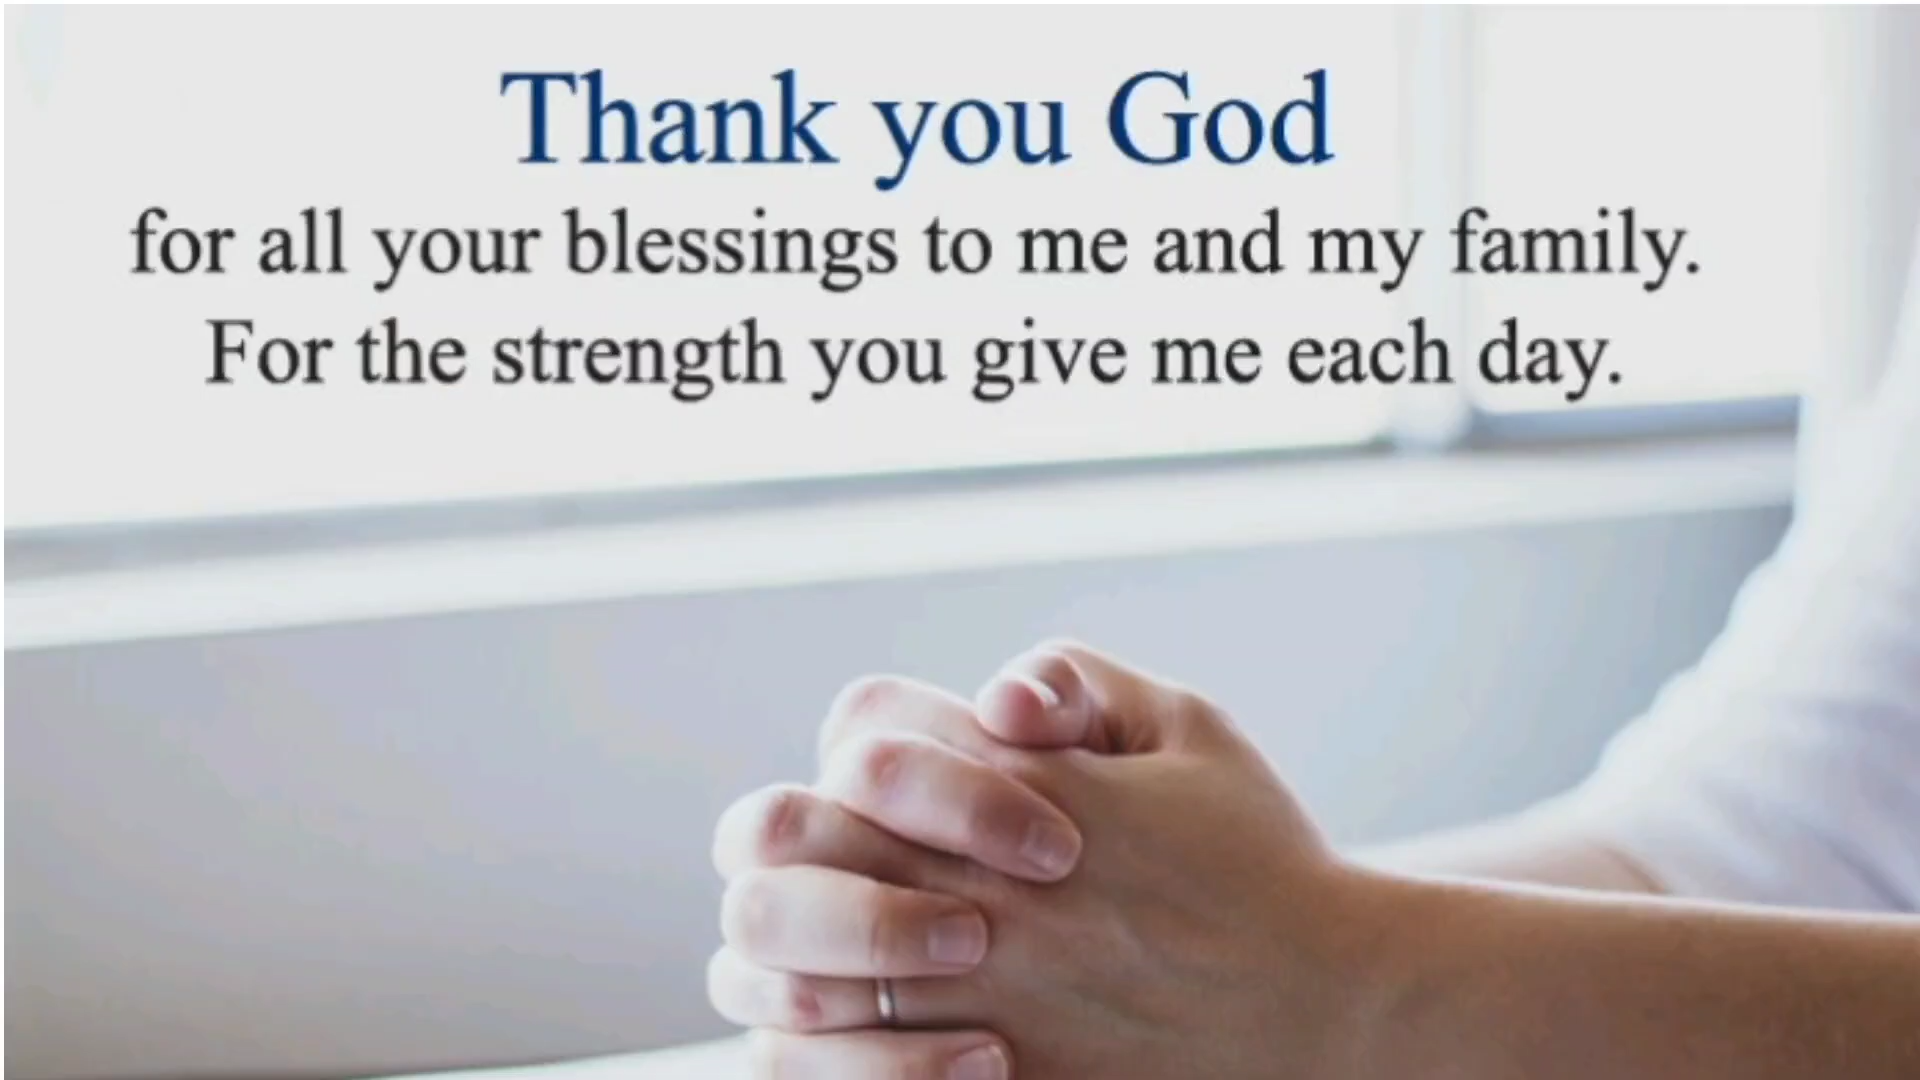 Thank you God
for all your blessings to me and my family.
For the strength you give me each day.